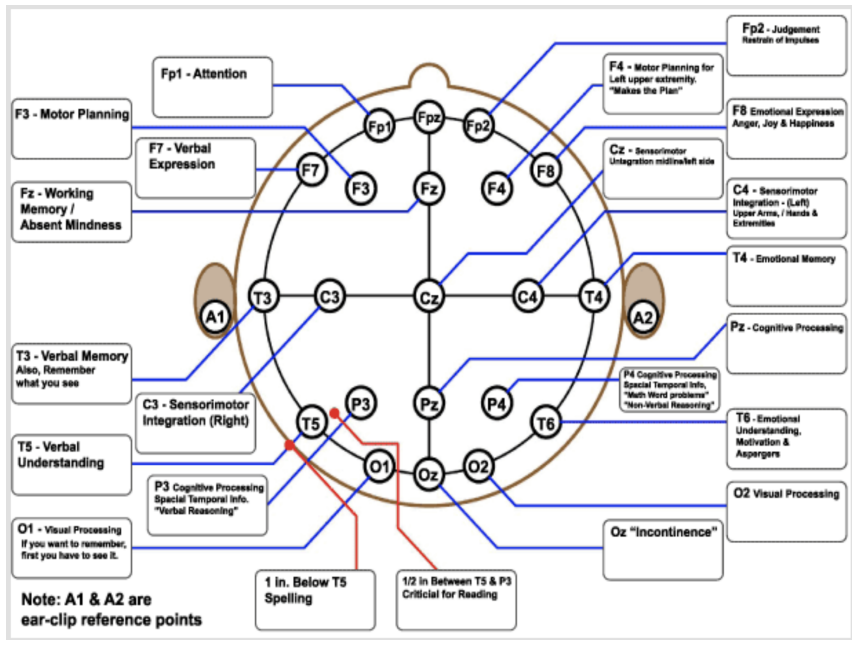 Fp2 - Judgement
Restrain of Impulses
Fp1 - Attention
F4 - Motor Planning for
Left upper extremity.
"Makes the Plan"
F3 - Motor Planning
F8 Emotional Expression
Anger, Joy & Happiness
F7 - Verbal
Expression
Cz - Sensorimotor
Untagration midline/left side
Fz - Working
Memory /
Absent Mindness
C4 - Sensorimotor
Integration - (Left)
Upper Arms, / Hands &
Extremities
T4 - Emotional Memory
Pz - Cognitive Processing
T3 - Verbal Memory
Also, Remember
what you see
P4 Cognitive Processing
Spacial Temporal Info,
"Math Word problems"
"Non-Verbal Reasoning"
C3 - Sensorimotor
Integration (Right)
T6 - Emotional
Understanding,
Motivation &
Aspergers
T5 - Verbal
Understanding
P3 Cognitive Processing
Spacial Temporal Info.
"Verbal Reasoning"
O2 Visual Processing
O1 - Visual Processing
If you want to remember,
first you have to see it.
Oz "Incontinence"
1 in. Below T5
Spelling
1/2 in Between T5 & P3
Criticial for Reading
Note: A1 & A2 are
ear-clip reference points
Fp1
Fpz
Fp2
F7
F3
Fz
F4
F8
A1
T3
C3
Cz
C4
T4
A2
T5
P3
Pz
P4
T6
O1
Oz
O2